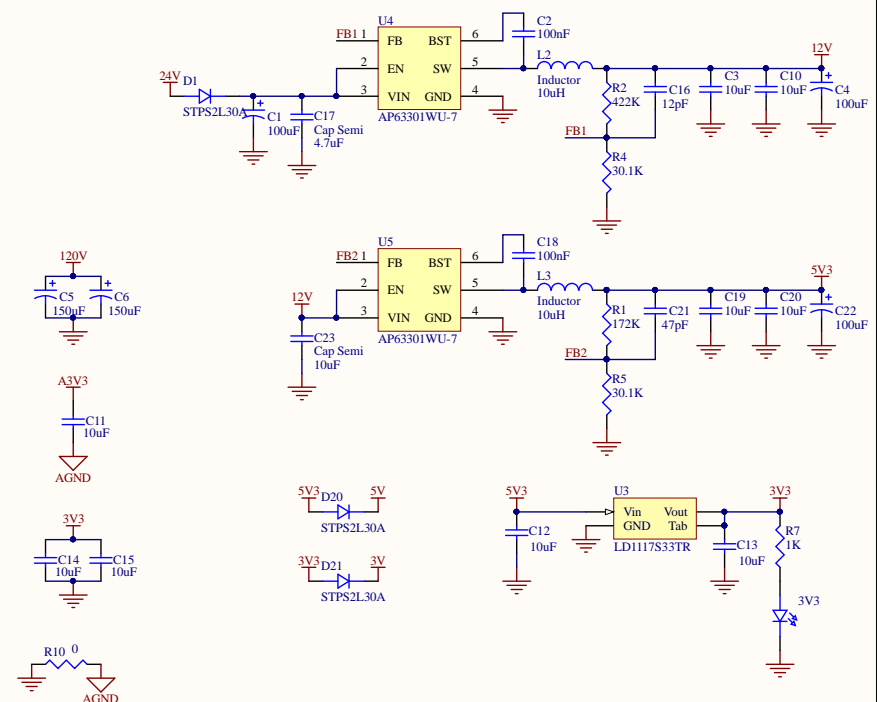 U4
FB1 1
FB
BST
6
C2
100nF
2
EN
SW
5
L2
Inductor
10uH
3
VIN
GND
4
AP63301WU-7
24V
D1
STPS2L30A
C1
100uF
C17
Cap Semi
4.7uF
R2
422K
C16
12pF
C3
10uF
C10
10uF
12V
C4
100uF
FB1
R4
30.1K
U5
FB2 1
FB
BST
6
C18
100nF
2
EN
SW
5
L3
Inductor
10uH
3
VIN
GND
4
AP63301WU-7
12V
C23
Cap Semi
10uF
R1
172K
C21
47pF
C19
10uF
C20
10uF
5V3
C22
100uF
FB2
R5
30.1K
120V
C5
150uF
C6
150uF
A3V3
C11
10uF
AGND
5V3
D20
5V
STPS2L30A
3V3
D21
3V
STPS2L30A
5V3
C12
10uF
U3
Vin
Vout
GND
Tab
LD1117S33TR
C13
10uF
3V3
R7
1K
3V3
3V3
C14
10uF
C15
10uF
R10
0
AGND